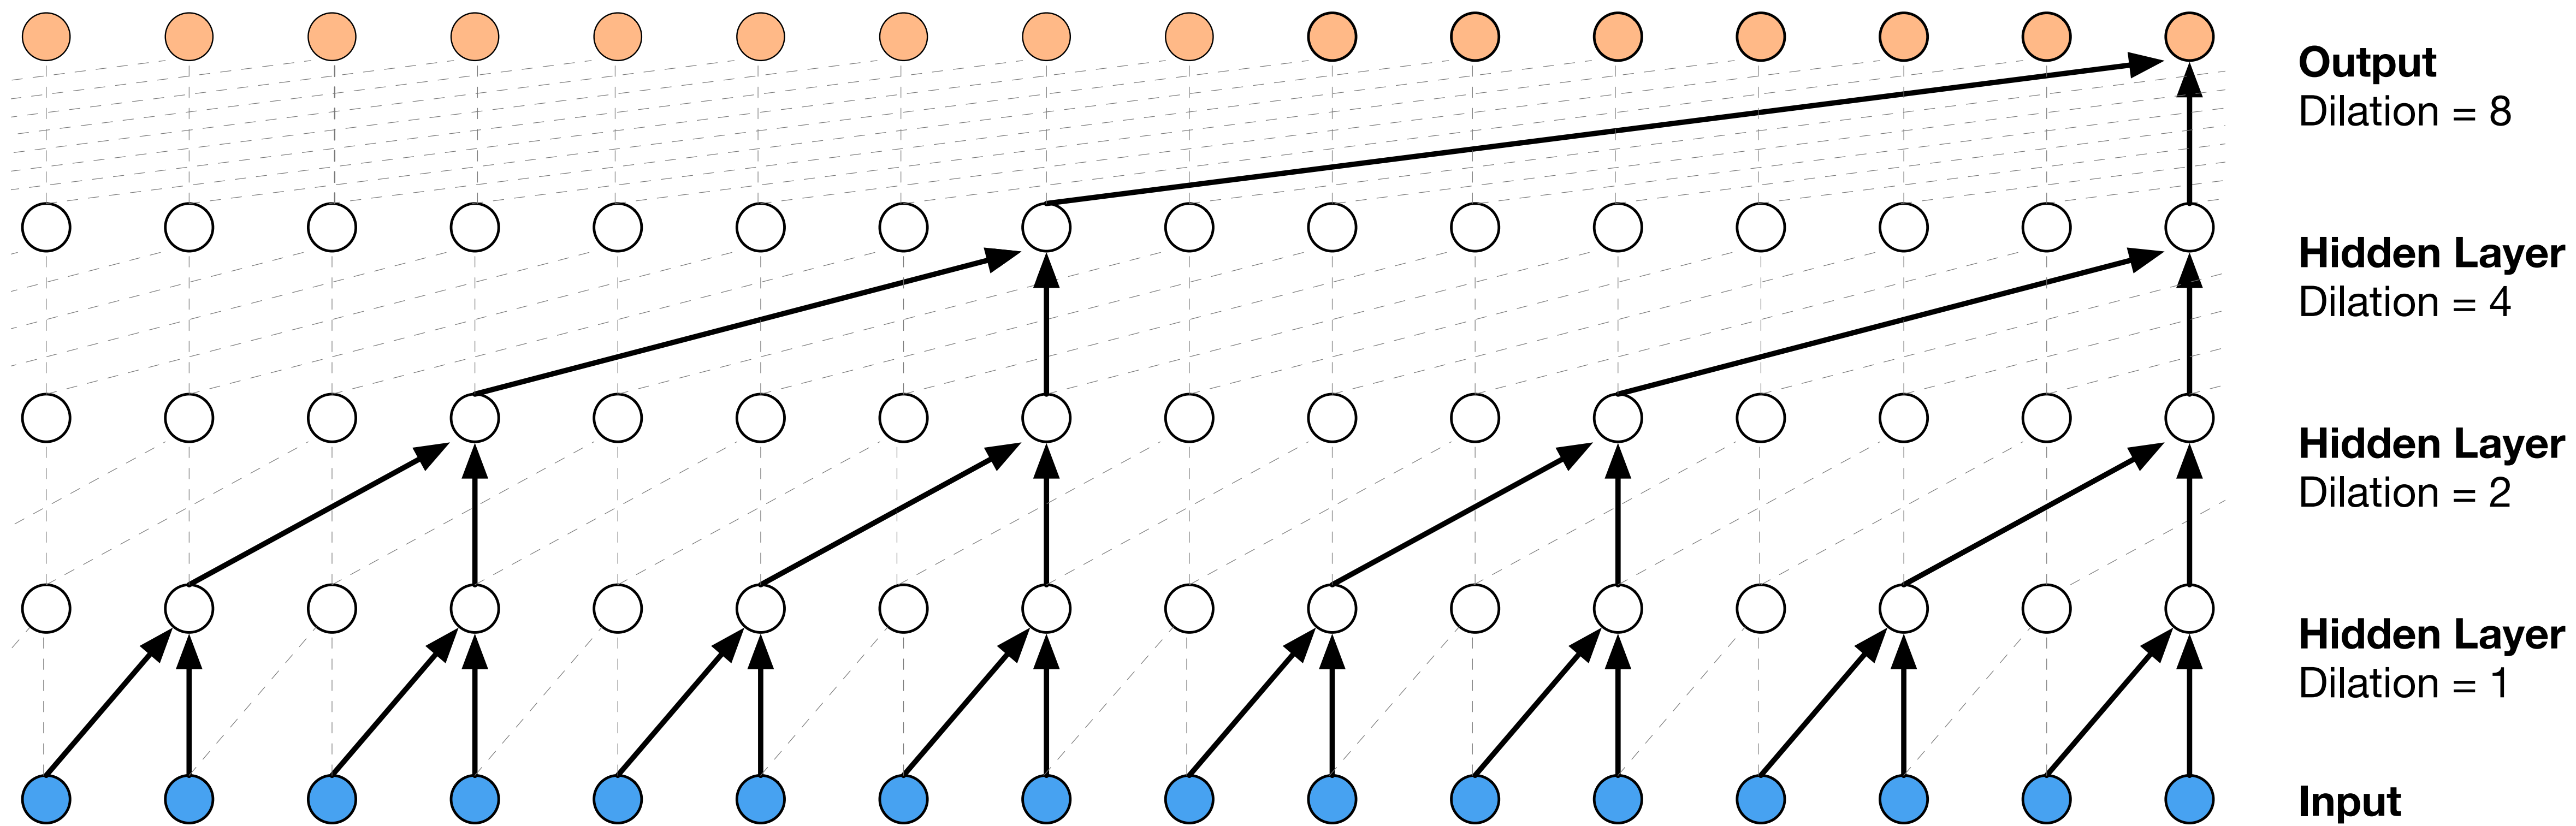 Output
Dilation = 8
Hidden Layer
Dilation = 4
Hidden Layer
Dilation = 2
Hidden Layer
Dilation = 1
Input